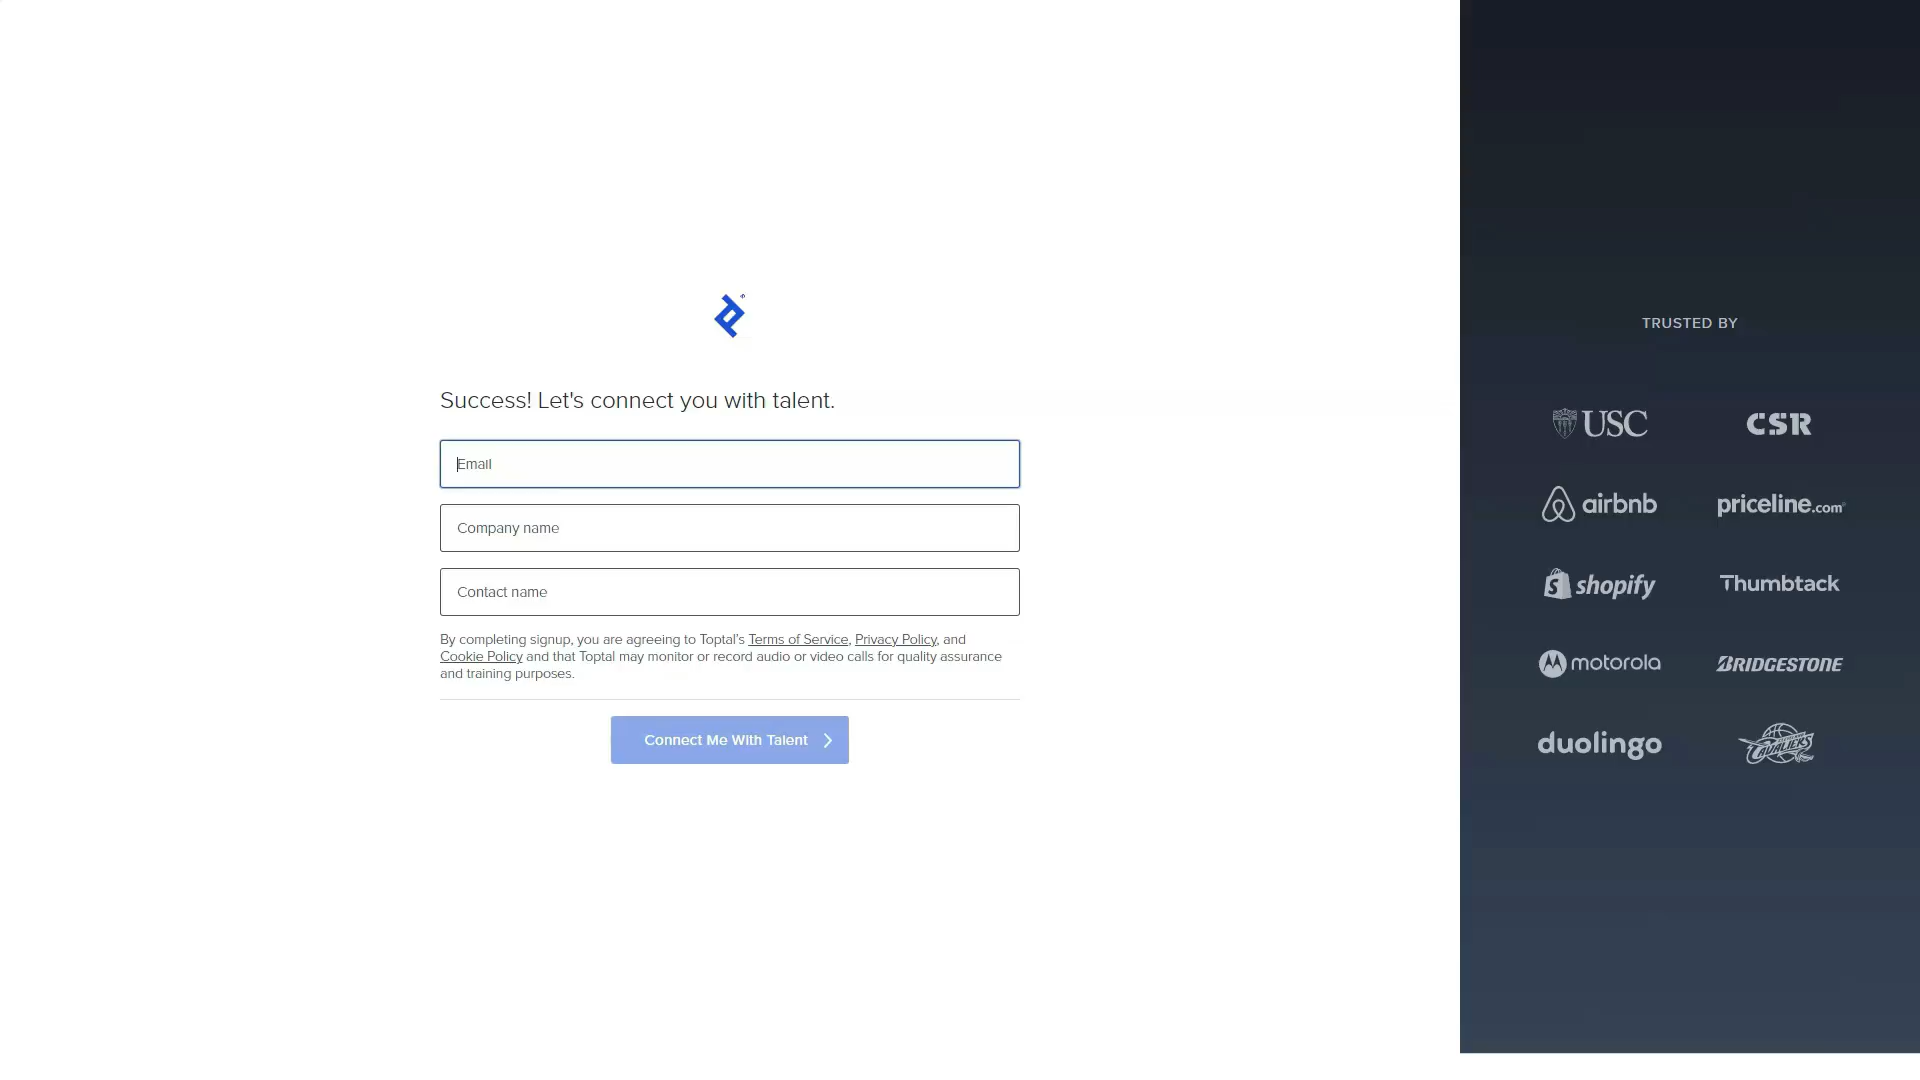 Success! Let's connect you with talent.
Email
Company name
Contact name
By completing signup, you are agreeing to Toptal's Terms of Service, Privacy Policy, and
Cookie Policy and that Toptal may monitor or record audio or video calls for quality assurance
and training purposes.
Connect Me With Talent
TRUSTED BY
USC
CSR
airbnb
priceline.com
shopify
Thumbtack
motorola
BRIDGESTONE
duolingo
CAVALIERS